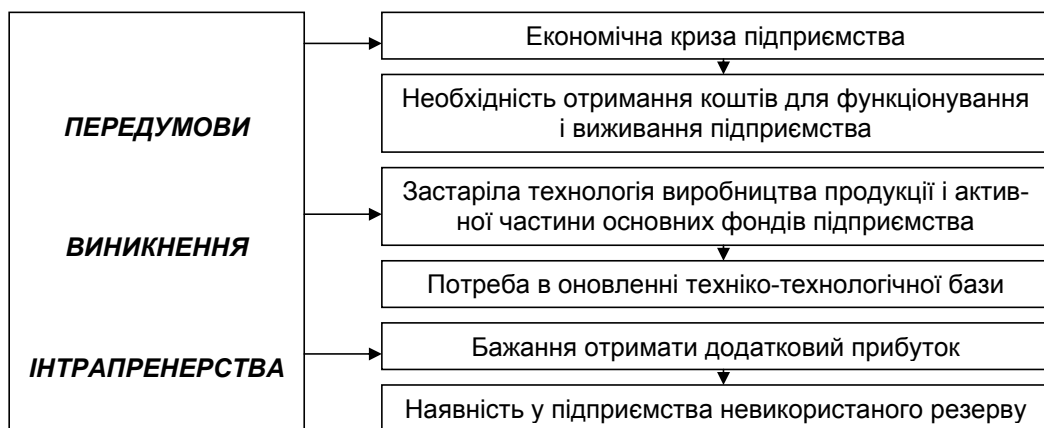 ПЕРЕДУМОВИ
ВИНИКНЕННЯ
ІНТРАПРЕНЕРСТВА
Економічна криза підприємства
Необхідність отримання коштів для функціонування
і виживання підприємства
Застаріла технологія виробництва продукції і актив-
ної частини основних фондів підприємства
Потреба в оновленні техніко-технологічної бази
Бажання отримати додатковий прибуток
Наявність у підприємства невикористаного резерву